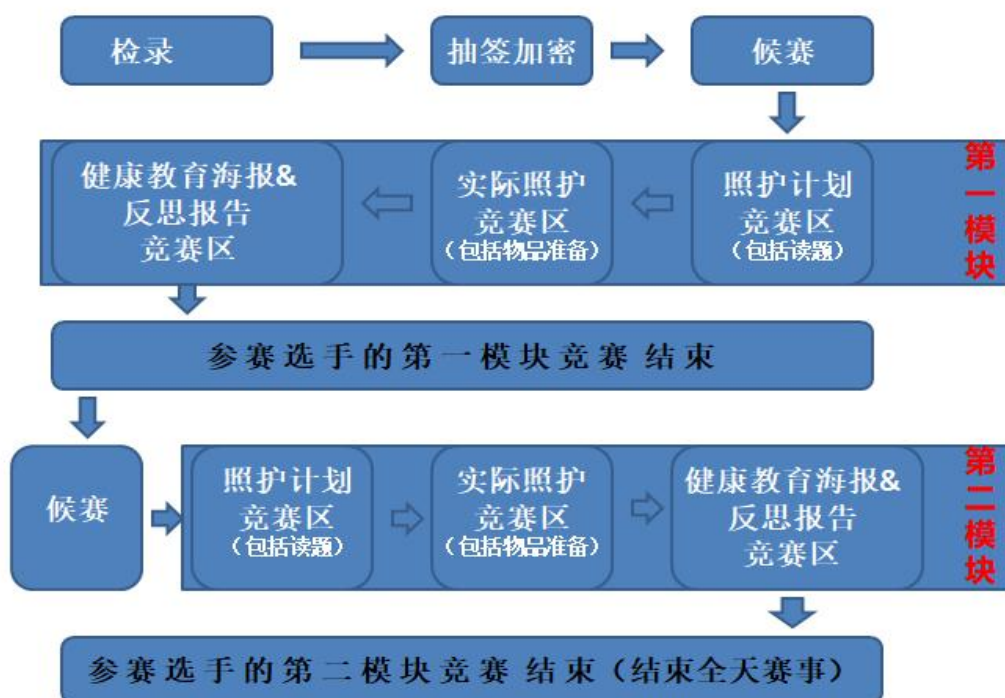 检录
抽签加密
候赛
第一模块
照护计划
竞赛区
（包括读题）
实际照护
竞赛区
（包括物品准备）
健康教育海报&
反思报告
竞赛区
参赛选手的第一模块竞赛 结束
候赛
照护计划
竞赛区
（包括读题）
实际照护
竞赛区
（包括物品准备）
健康教育海报&
反思报告
竞赛区
第二模块
参赛选手的第二模块竞赛 结束（结束全天赛事）